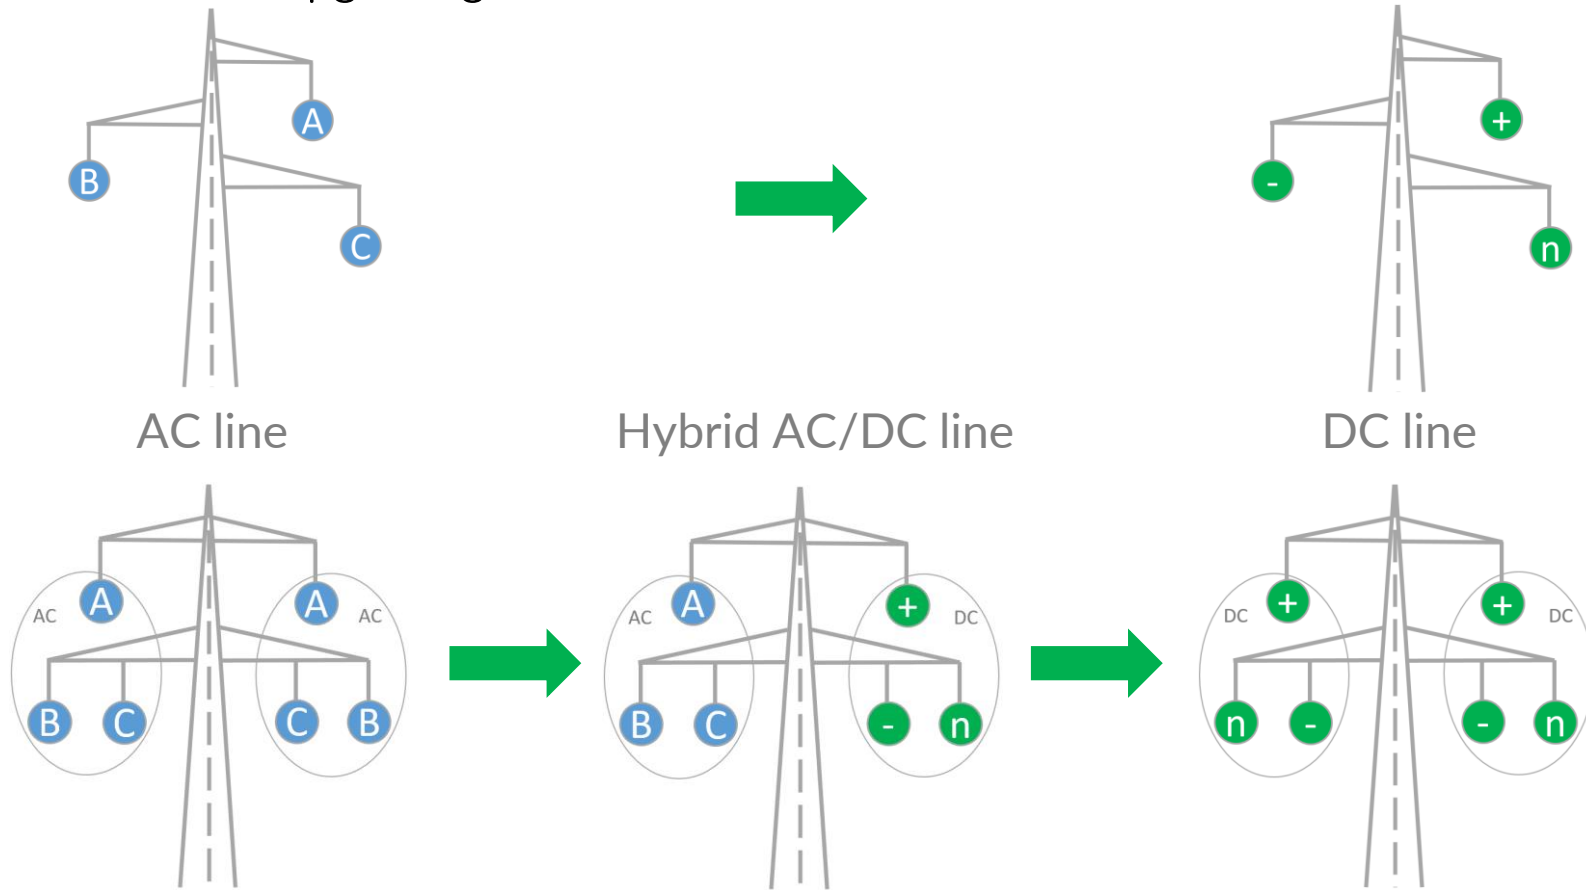 A
B
C
+
-
n
AC line
Hybrid AC/DC line
DC line
AC
A
A
AC
B
C
C
B
AC
A
+
DC
B
C
-
n
DC
+
+
DC
n
-
-
n